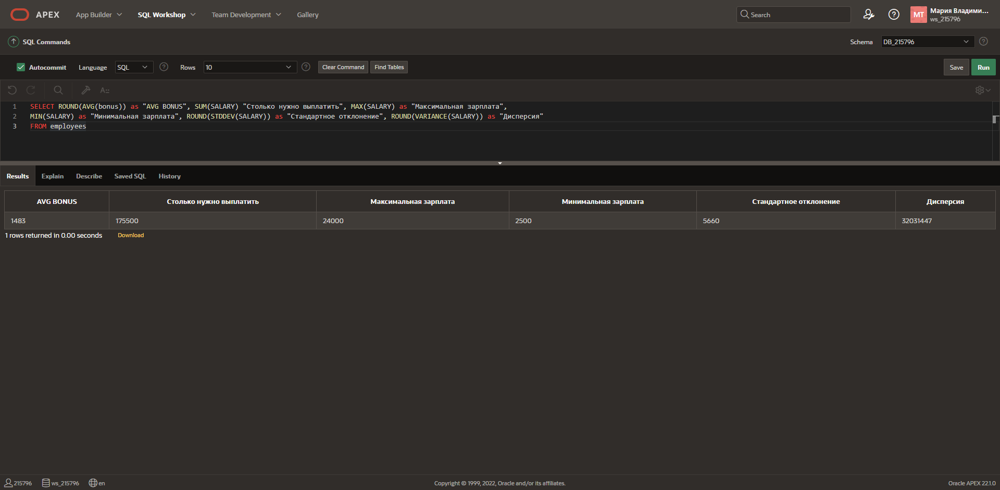 APEX App Builder SQL Workshop Team Development Gallery Search MT Мария Владими...
ws_215796
SQL Commands Schema DB_215796
Autocommit Language SQL Rows 10 Clear Command Find Tables Save Run
A::
1 SELECT ROUND(AVG(bonus)) as "AVG BONUS", SUM(SALARY) "Столько нужно выплатить", MAX(SALARY) as "Максимальная зарплата",
2 MIN(SALARY) as "Минимальная зарплата", ROUND(STDDEV(SALARY)) as "Стандартное отклонение", ROUND(VARIANCE(SALARY)) as "Дисперсия"
3 FROM employees
Results Explain Describe Saved SQL History
AVG BONUS Столько нужно выплатить Максимальная зарплата Минимальная зарплата Стандартное отклонение Дисперсия
1483 175500 24000 2500 5660 32031447
1 rows returned in 0.00 seconds Download
215796 ws_215796 en Copyright © 1999, 2022, Oracle and/or its affiliates. Oracle APEX 22.1.0